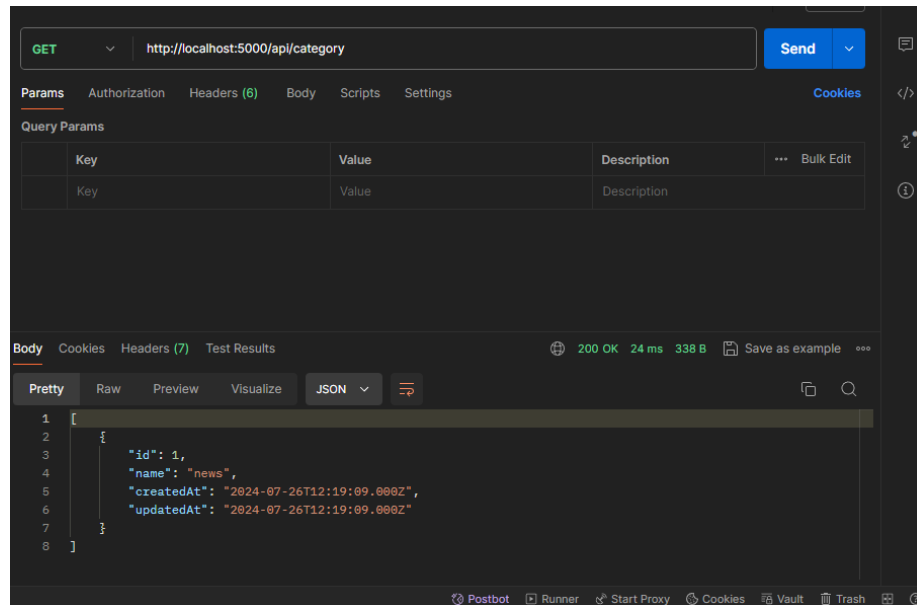 GET http://localhost:5000/api/category Send
Params Authorization Headers (6) Body Scripts Settings Cookies
Query Params
Key Value Description Bulk Edit
Key Value Description
Body Cookies Headers (7) Test Results 200 OK 24 ms 338 B Save as example
Pretty Raw Preview Visualize JSON
1 [
2 {
3 "id": 1,
4 "name": "news",
5 "createdAt": "2024-07-26T12:19:09.000Z",
6 "updatedAt": "2024-07-26T12:19:09.000Z"
7 }
8 ]
Postbot Runner Start Proxy Cookies Vault Trash